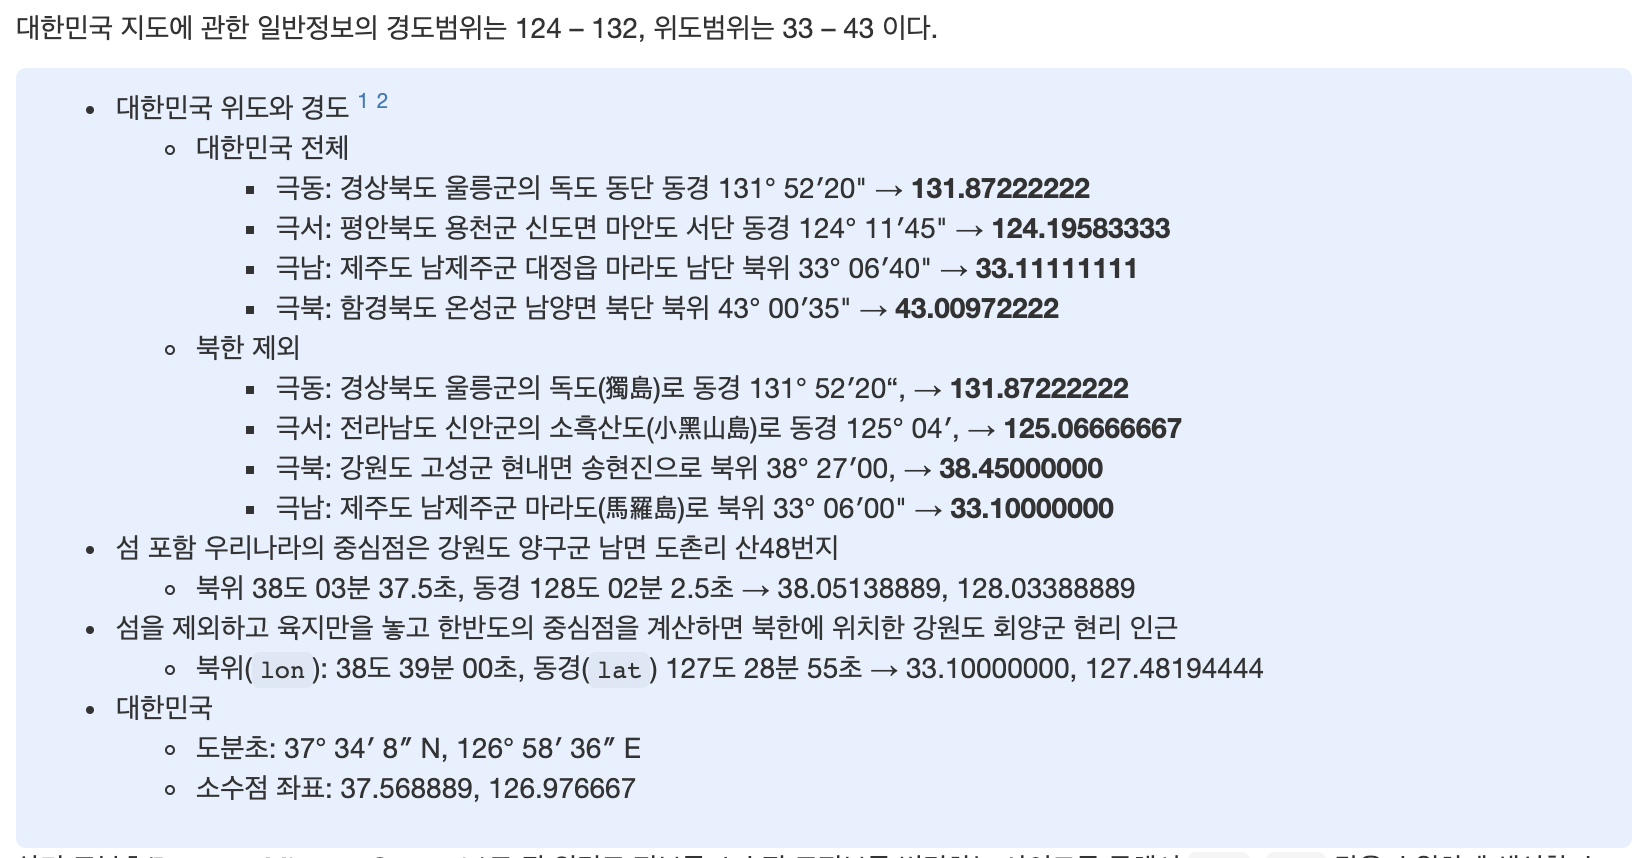 대한민국 지도에 관한 일반정보의 경도범위는 124 – 132, 위도범위는 33 – 43 이다.
• 대한민국 위도와 경도 1 2
◦ 대한민국 전체
▪ 극동: 경상북도 울릉군의 독도 동단 동경 131° 52′20" → 131.87222222
▪ 극서: 평안북도 용천군 신도면 마안도 서단 동경 124° 11′45" → 124.19583333
▪ 극남: 제주도 남제주군 대정읍 마라도 남단 북위 33° 06′40" → 33.11111111
▪ 극북: 함경북도 온성군 남양면 북단 북위 43° 00′35" → 43.00972222
◦ 북한 제외
▪ 극동: 경상북도 울릉군의 독도(獨島)로 동경 131° 52′20“, → 131.87222222
▪ 극서: 전라남도 신안군의 소흑산도(小黑山島)로 동경 125° 04′, → 125.06666667
▪ 극북: 강원도 고성군 현내면 송현진으로 북위 38° 27′00, → 38.45000000
▪ 극남: 제주도 남제주군 마라도(馬羅島)로 북위 33° 06′00" → 33.10000000
• 섬 포함 우리나라의 중심점은 강원도 양구군 남면 도촌리 산48번지
◦ 북위 38도 03분 37.5초, 동경 128도 02분 2.5초 → 38.05138889, 128.03388889
• 섬을 제외하고 육지만을 놓고 한반도의 중심점을 계산하면 북한에 위치한 강원도 회양군 현리 인근
◦ 북위(lon): 38도 39분 00초, 동경(lat) 127도 28분 55초 → 33.10000000, 127.48194444
• 대한민국
◦ 도분초: 37° 34′ 8″ N, 126° 58′ 36″ E
◦ 소수점 좌표: 37.568889, 126.976667